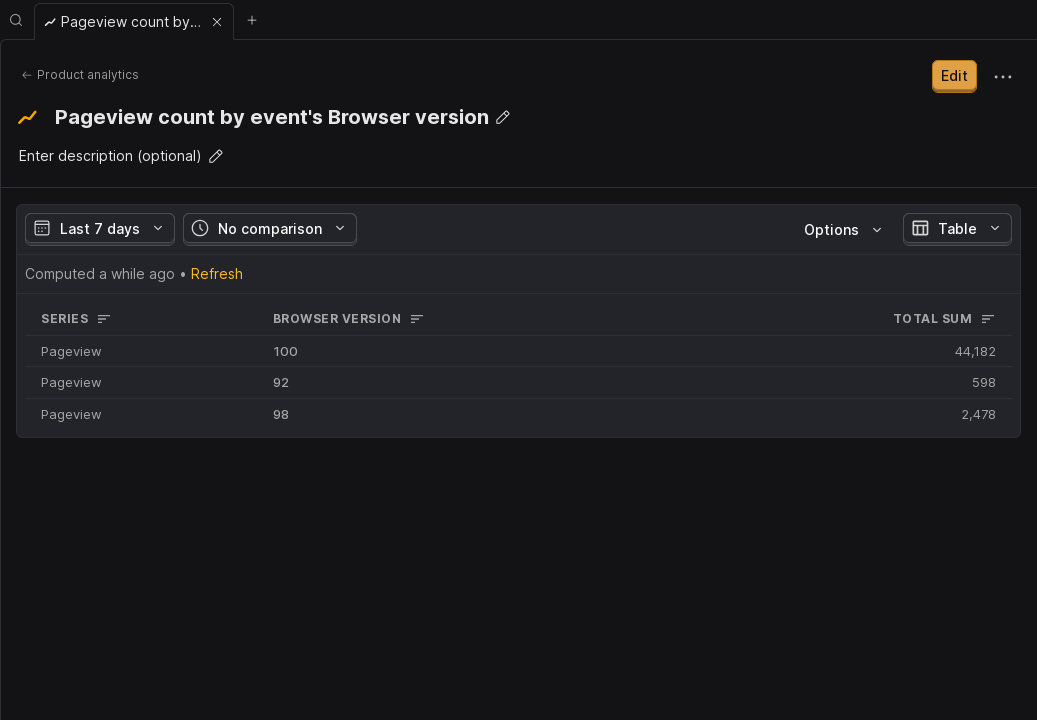 Pageview count by...
Product analytics
Edit
Pageview count by event's Browser version
Enter description (optional)
Last 7 days No comparison Options Table
Computed a while ago • Refresh
SERIES BROWSER VERSION TOTAL SUM
Pageview 100 44,182
Pageview 92 598
Pageview 98 2,478